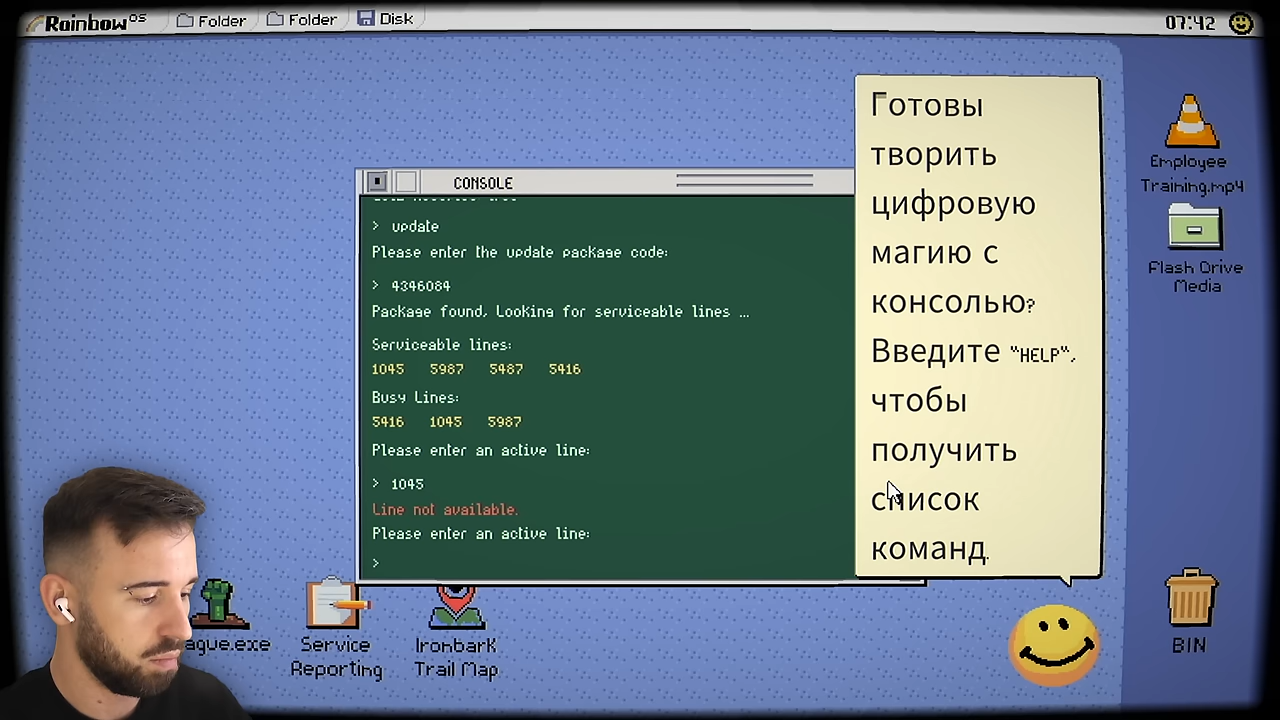 RainbowOS
Folder
Folder
Disk
07:42
CONSOLE
> update
Please enter the update package code:
> 4346084
Package found, Looking for serviceable lines ...
Serviceable lines:
1045 5987 5487 5416
Busy Lines:
5416 1045 5987
Please enter an active line:
> 1045
Line not available.
Please enter an active line:
>
Готовы
творить
цифровую
магию с
консолью?
Введите "HELP",
чтобы
получить
список
команд.
Employee
Training.mp4
Flash Drive
Media
BIN
ague.exe
Service
Reporting
Ironbark
Trail Map